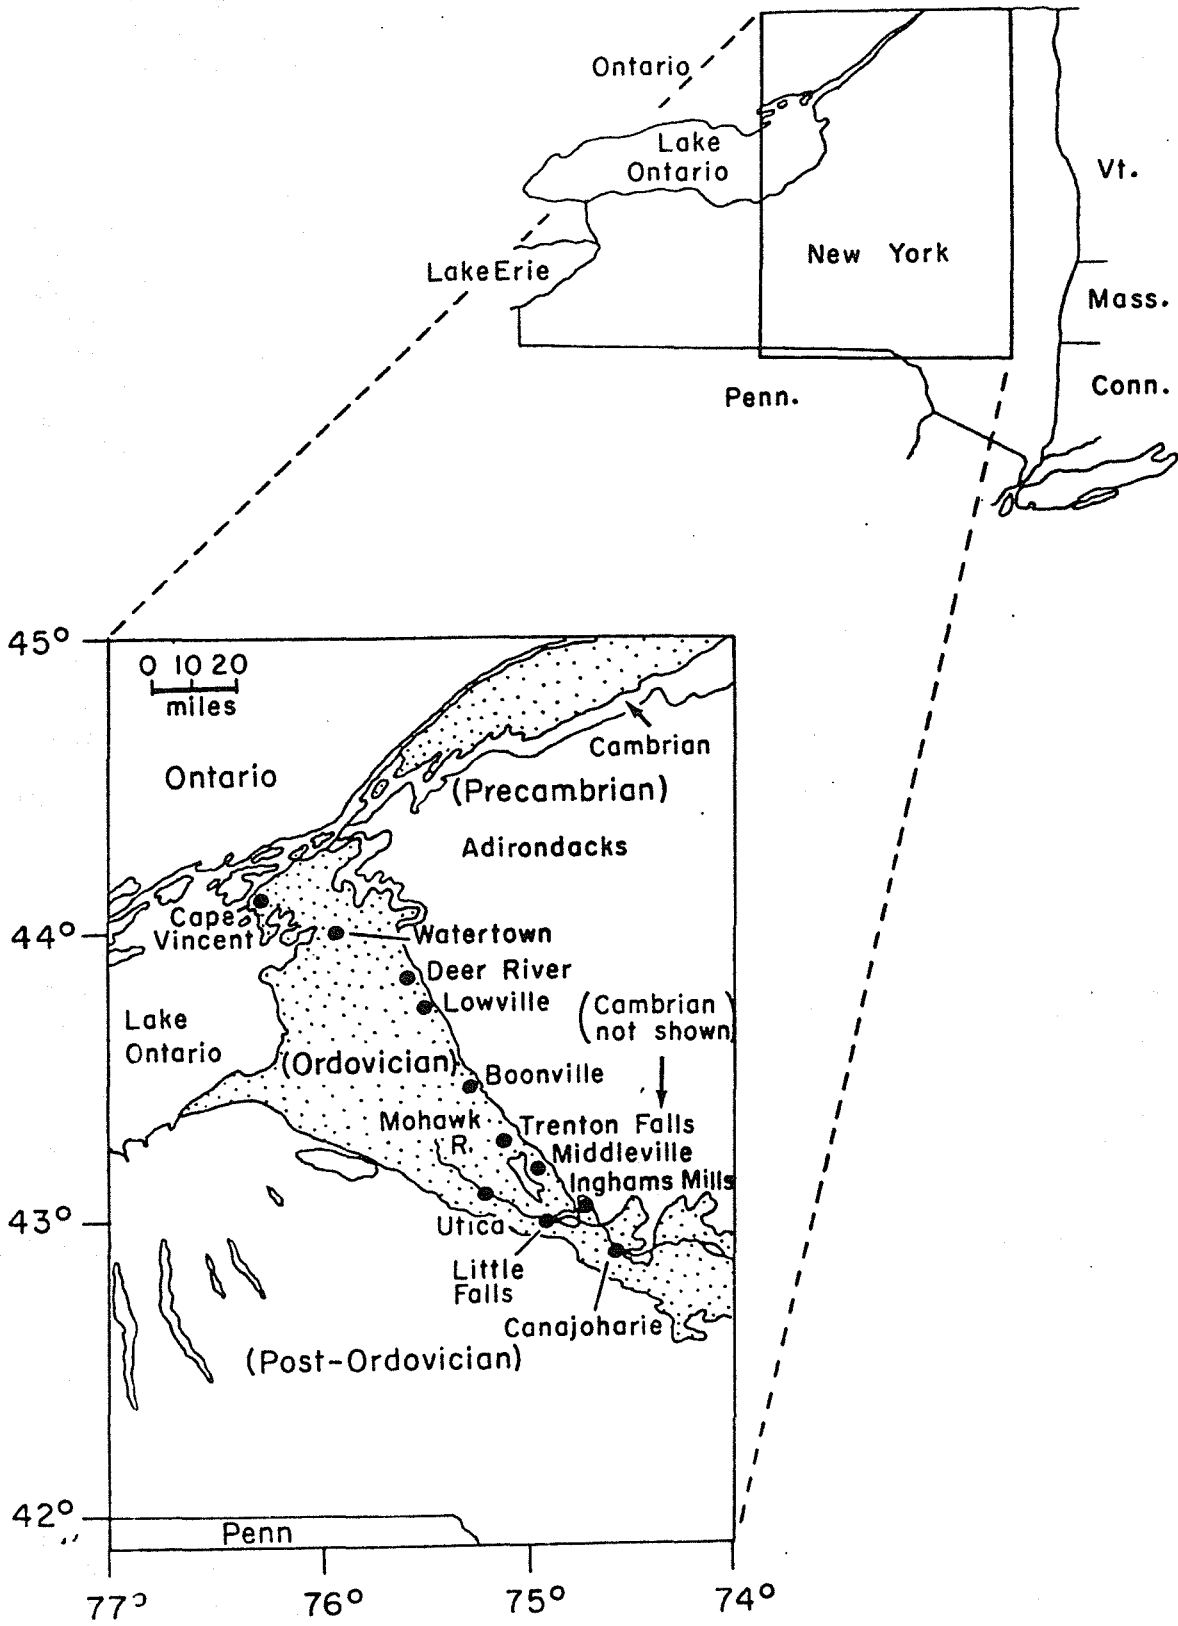 Ontario
Lake
Ontario
Vt.
New York
Lake Erie
Mass.
Penn.
Conn.
45°
0 10 20
miles
Cambrian
Ontario
(Precambrian)
Adirondacks
Cape
Vincent
44°
Watertown
Deer River
Lowville
(Cambrian
not shown)
Lake
Ontario
(Ordovician)
Boonville
Mohawk
R.
Trenton Falls
Middleville
Inghams Mills
43°
Utica
Little
Falls
Canajoharie
(Post-Ordovician)
42°
Penn
77°
76°
75°
74°